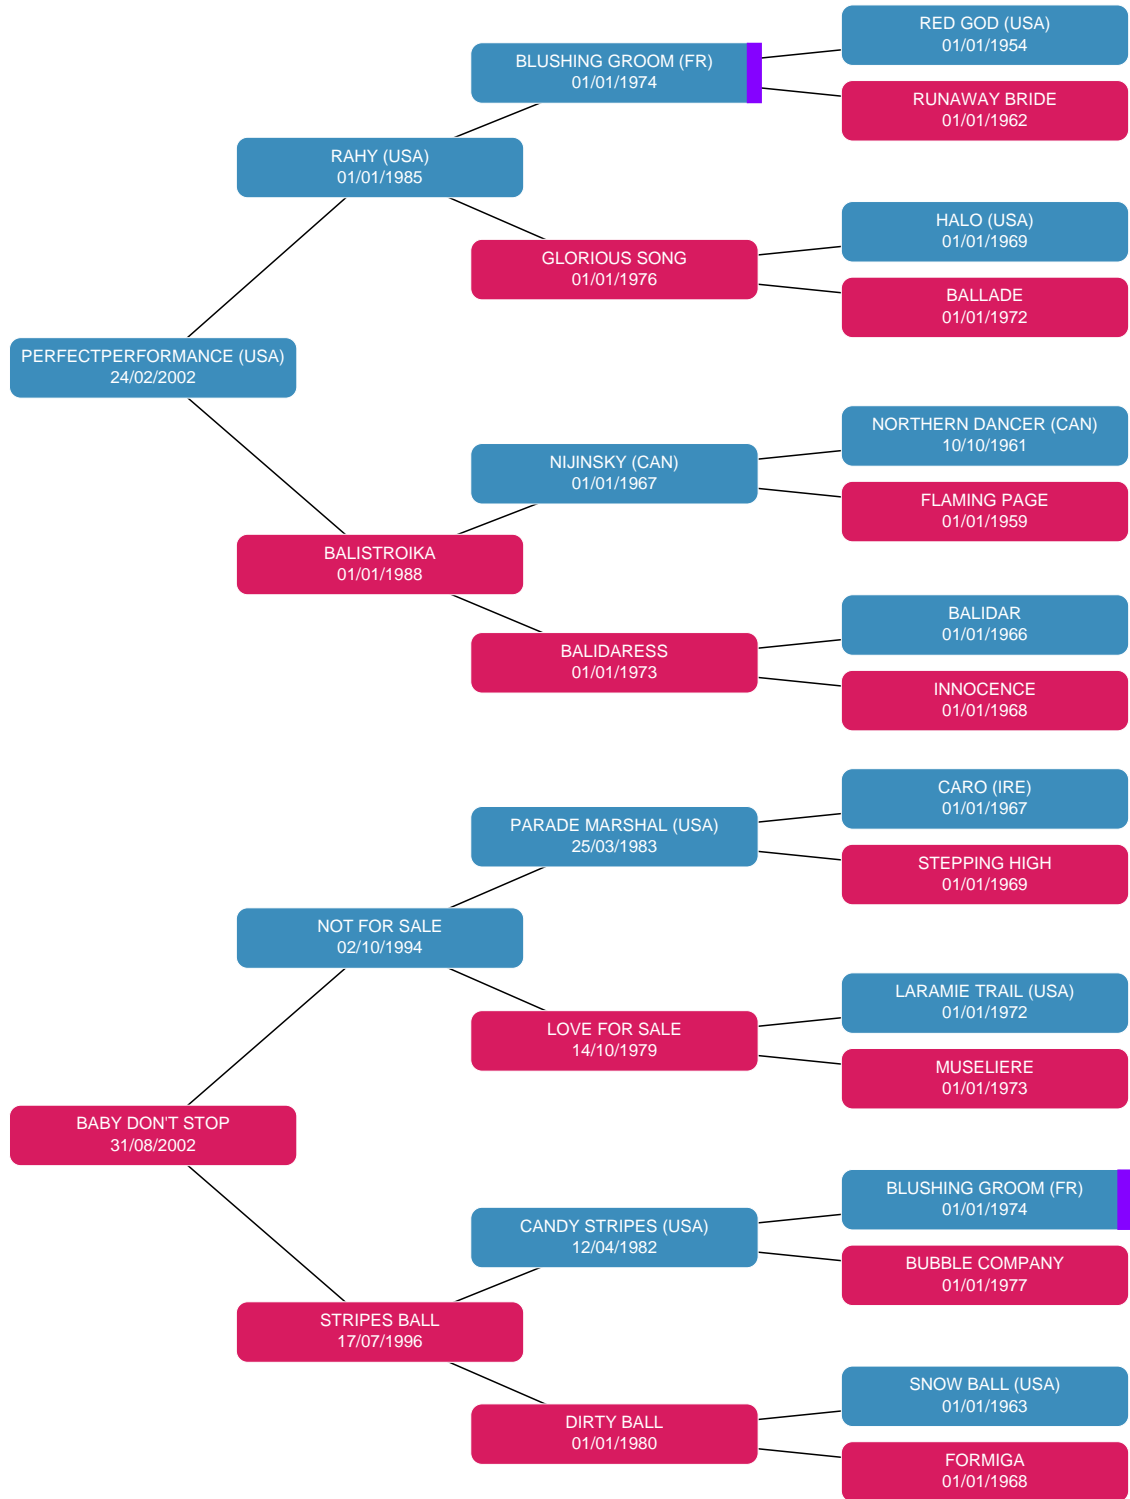 RED GOD (USA)
01/01/1954
BLUSHING GROOM (FR)
01/01/1974
RUNAWAY BRIDE
01/01/1962
RAHY (USA)
01/01/1985
HALO (USA)
01/01/1969
GLORIOUS SONG
01/01/1976
BALLADE
01/01/1972
PERFECTPERFORMANCE (USA)
24/02/2002
NORTHERN DANCER (CAN)
10/10/1961
NIJINSKY (CAN)
01/01/1967
FLAMING PAGE
01/01/1959
BALISTROIKA
01/01/1988
BALIDAR
01/01/1966
BALIDARESS
01/01/1973
INNOCENCE
01/01/1968
CARO (IRE)
01/01/1967
PARADE MARSHAL (USA)
25/03/1983
STEPPING HIGH
01/01/1969
NOT FOR SALE
02/10/1994
LARAMIE TRAIL (USA)
01/01/1972
LOVE FOR SALE
14/10/1979
MUSELIERE
01/01/1973
BABY DON'T STOP
31/08/2002
BLUSHING GROOM (FR)
01/01/1974
CANDY STRIPES (USA)
12/04/1982
BUBBLE COMPANY
01/01/1977
STRIPES BALL
17/07/1996
SNOW BALL (USA)
01/01/1963
DIRTY BALL
01/01/1980
FORMIGA
01/01/1968